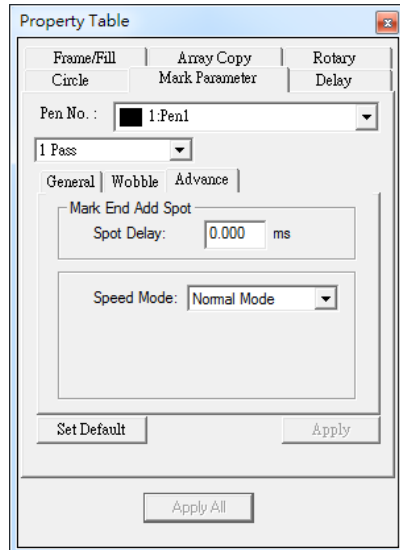 Property Table
Frame/Fill Array Copy Rotary
Circle Mark Parameter Delay
Pen No. : 1:Pen1
1 Pass
General Wobble Advance
Mark End Add Spot
Spot Delay: 0.000 ms
Speed Mode: Normal Mode
Set Default Apply
Apply All